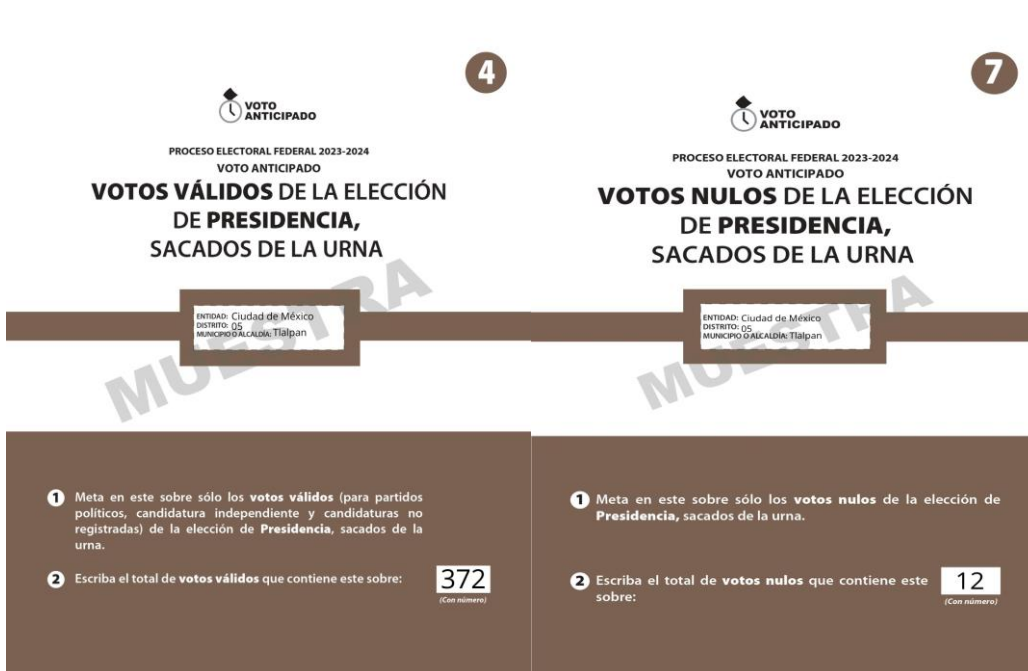 4
VOTO
ANTICIPADO
PROCESO ELECTORAL FEDERAL 2023-2024
VOTO ANTICIPADO
VOTOS VÁLIDOS DE LA ELECCIÓN
DE PRESIDENCIA,
SACADOS DE LA URNA
MUESTRA
ENTIDAD: Ciudad de México
DISTRITO: 05
MUNICIPIO O ALCALDÍA: Tlalpan
1 Meta en este sobre sólo los votos válidos (para partidos
políticos, candidatura independiente y candidaturas no
registradas) de la elección de Presidencia, sacados de la
urna.
2 Escriba el total de votos válidos que contiene este sobre: 372
(Con número)
7
VOTO
ANTICIPADO
PROCESO ELECTORAL FEDERAL 2023-2024
VOTO ANTICIPADO
VOTOS NULOS DE LA ELECCIÓN
DE PRESIDENCIA,
SACADOS DE LA URNA
MUESTRA
ENTIDAD: Ciudad de México
DISTRITO: 05
MUNICIPIO O ALCALDÍA: Tlalpan
1 Meta en este sobre sólo los votos nulos de la elección de
Presidencia, sacados de la urna.
2 Escriba el total de votos nulos que contiene este
sobre: 12
(Con número)